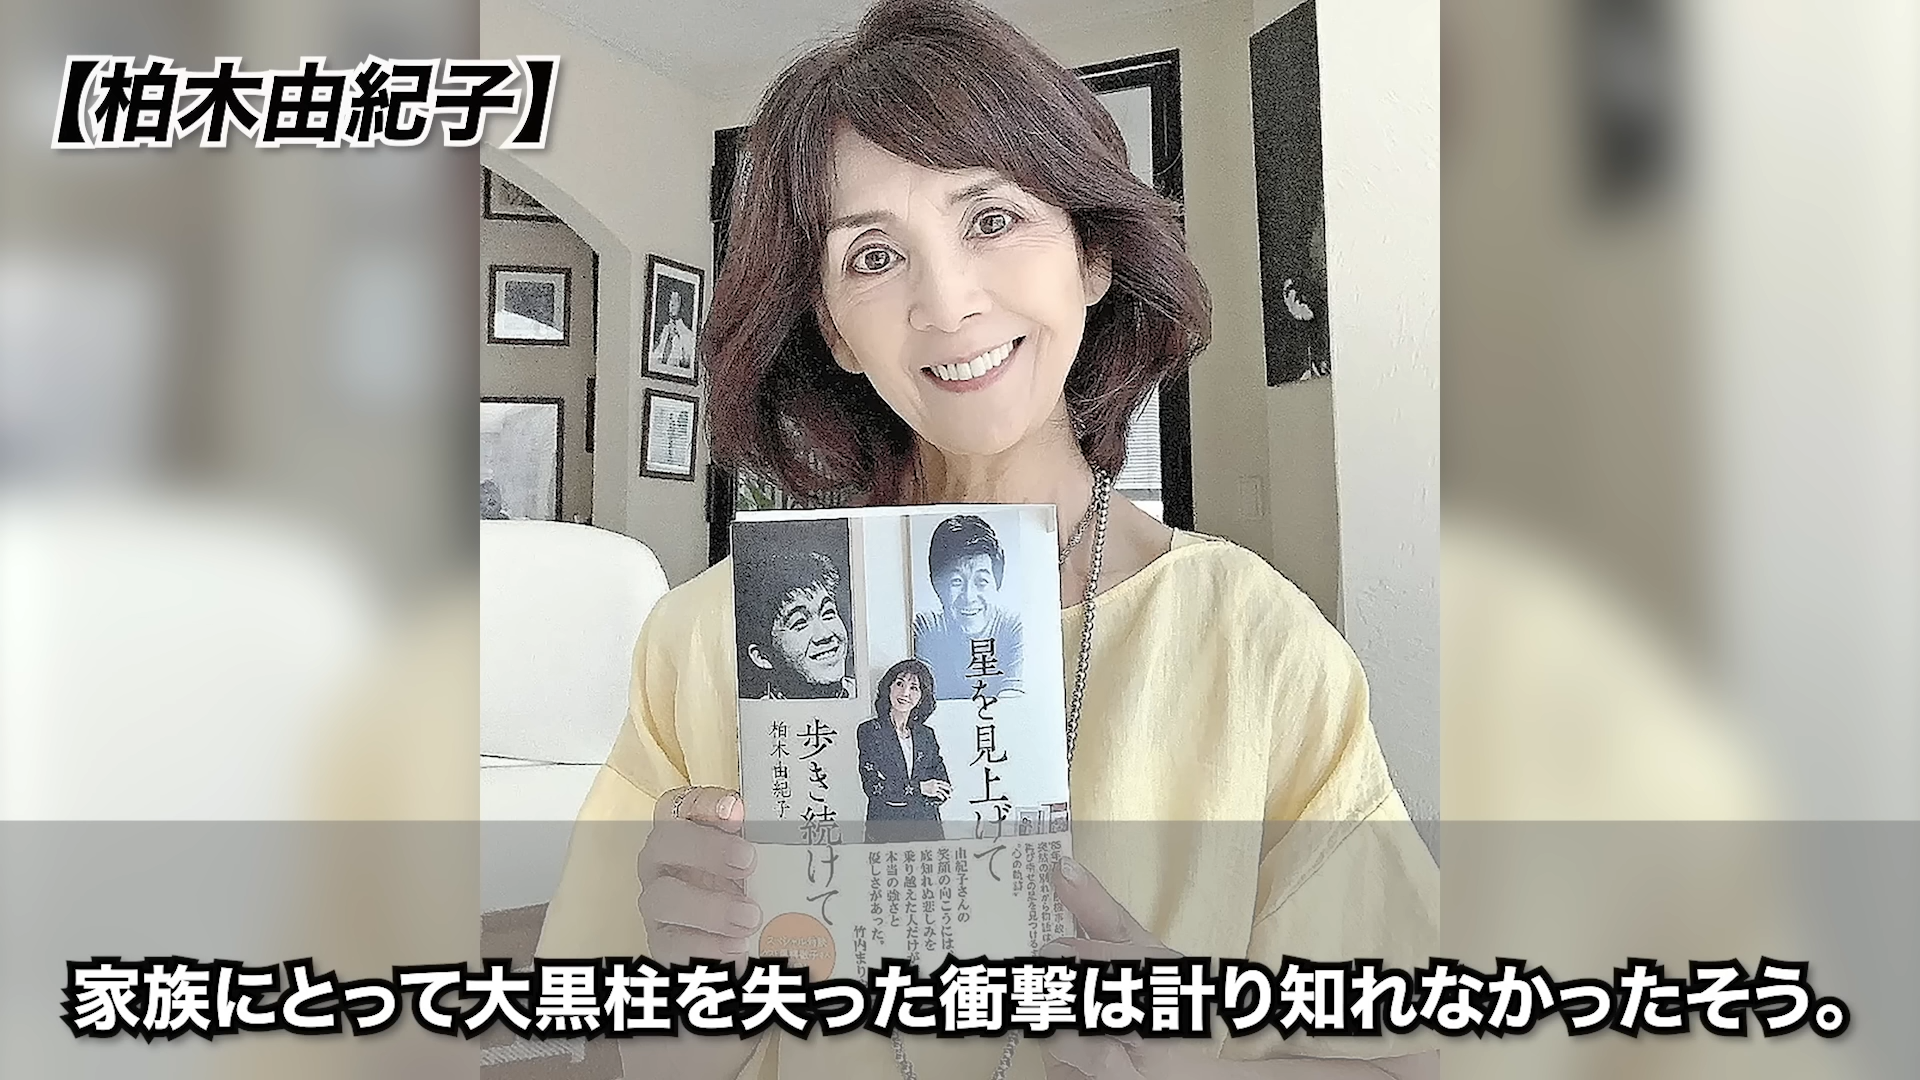 【柏木由紀子】
星を見上げて
歩き続けて
柏木由紀子
由紀子さんの
笑顔の向こうには、
底知れぬ悲しみを
乗り越えた人だけが
本当の強さと
優しさがあった。
竹内まり
家族にとって大黒柱を失った衝撃は計り知れなかったそう。